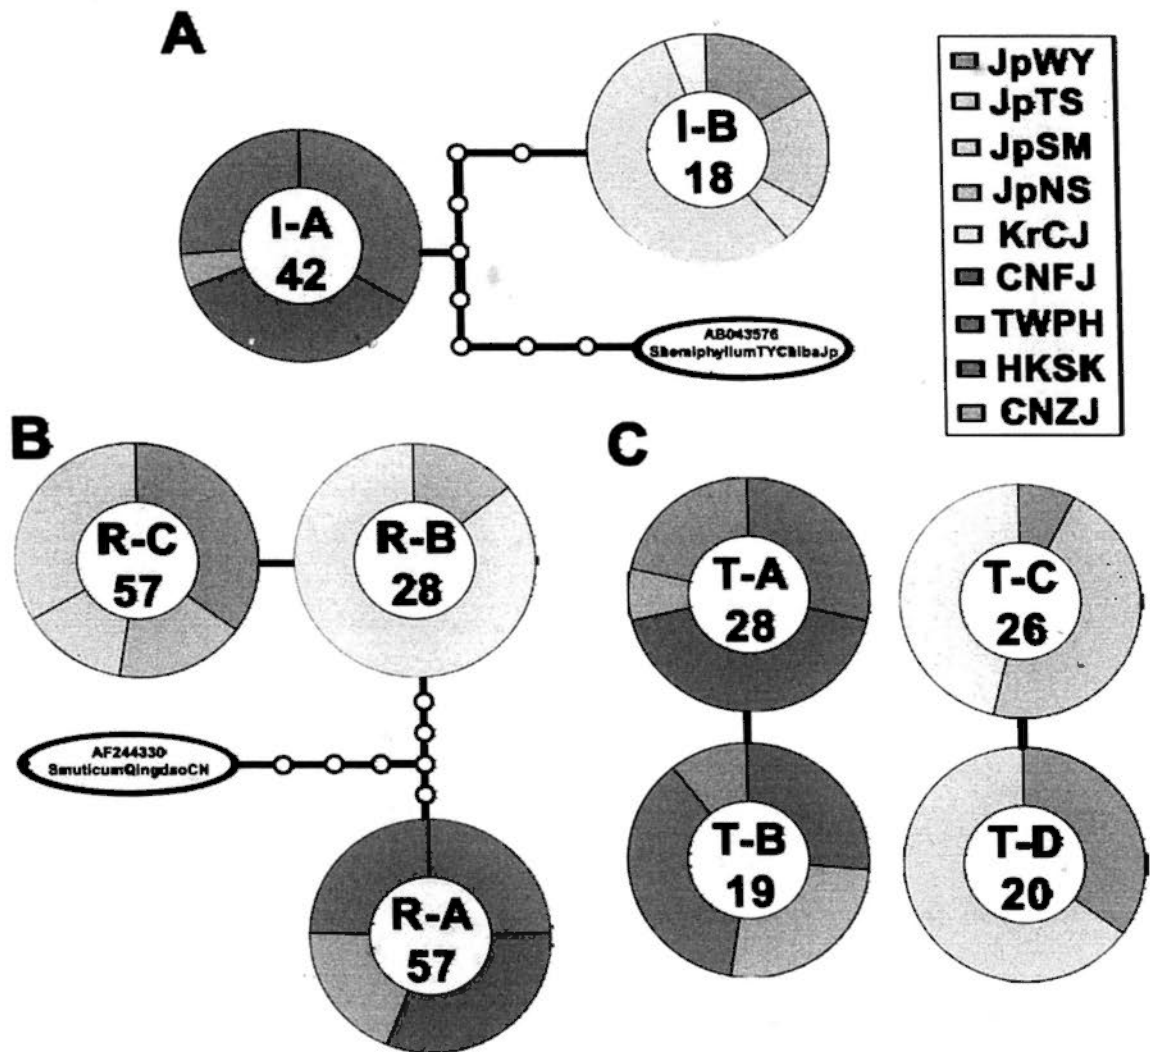 A
I-A
42
I-B
18
AB043576
JpWY
JpTS
JpSM
JpNS
KrCJ
CNFJ
TWPH
HKSK
CNZJ
B
R-C
57
R-B
28
AF244330
SmuticumQingdaoCN
R-A
57
C
T-A
28
T-C
26
T-B
19
T-D
20